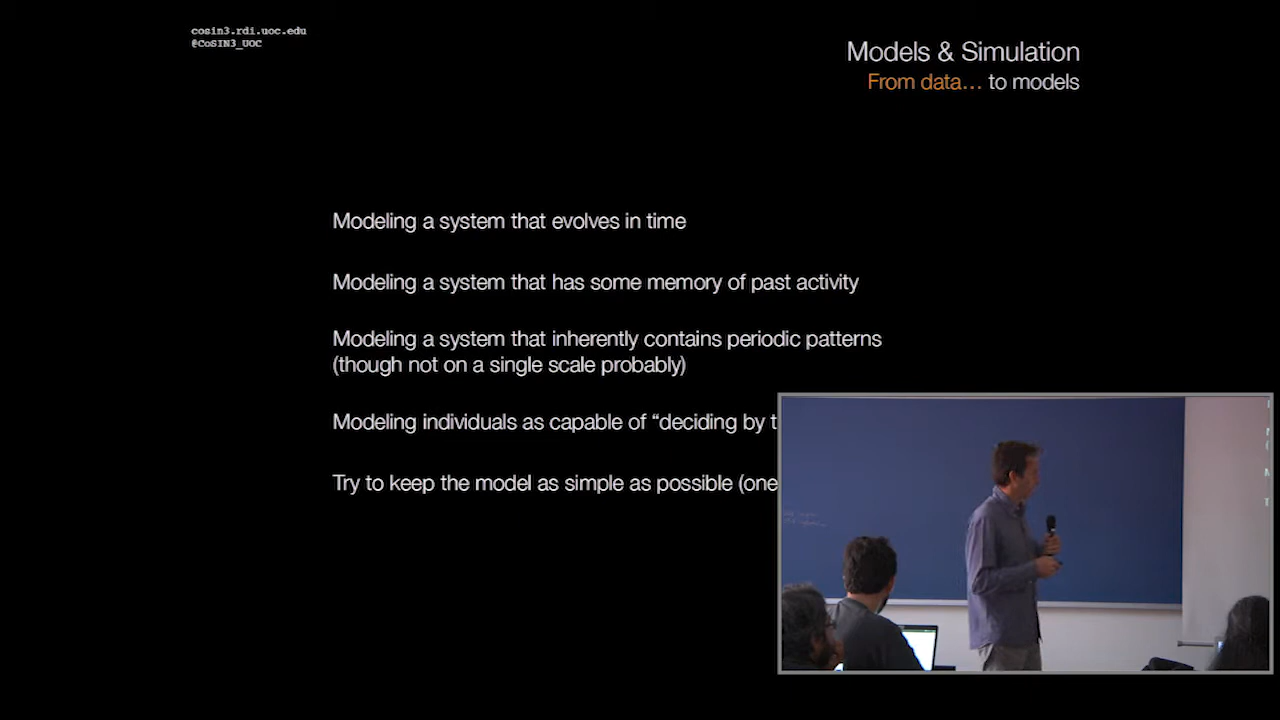 cosin3.rdi.uoc.edu
@CoSIN3_UOC
Models & Simulation
From data… to models
Modeling a system that evolves in time
Modeling a system that has some memory of past activity
Modeling a system that inherently contains periodic patterns
(though not on a single scale probably)
Modeling individuals as capable of “deciding by
Try to keep the model as simple as possible (one